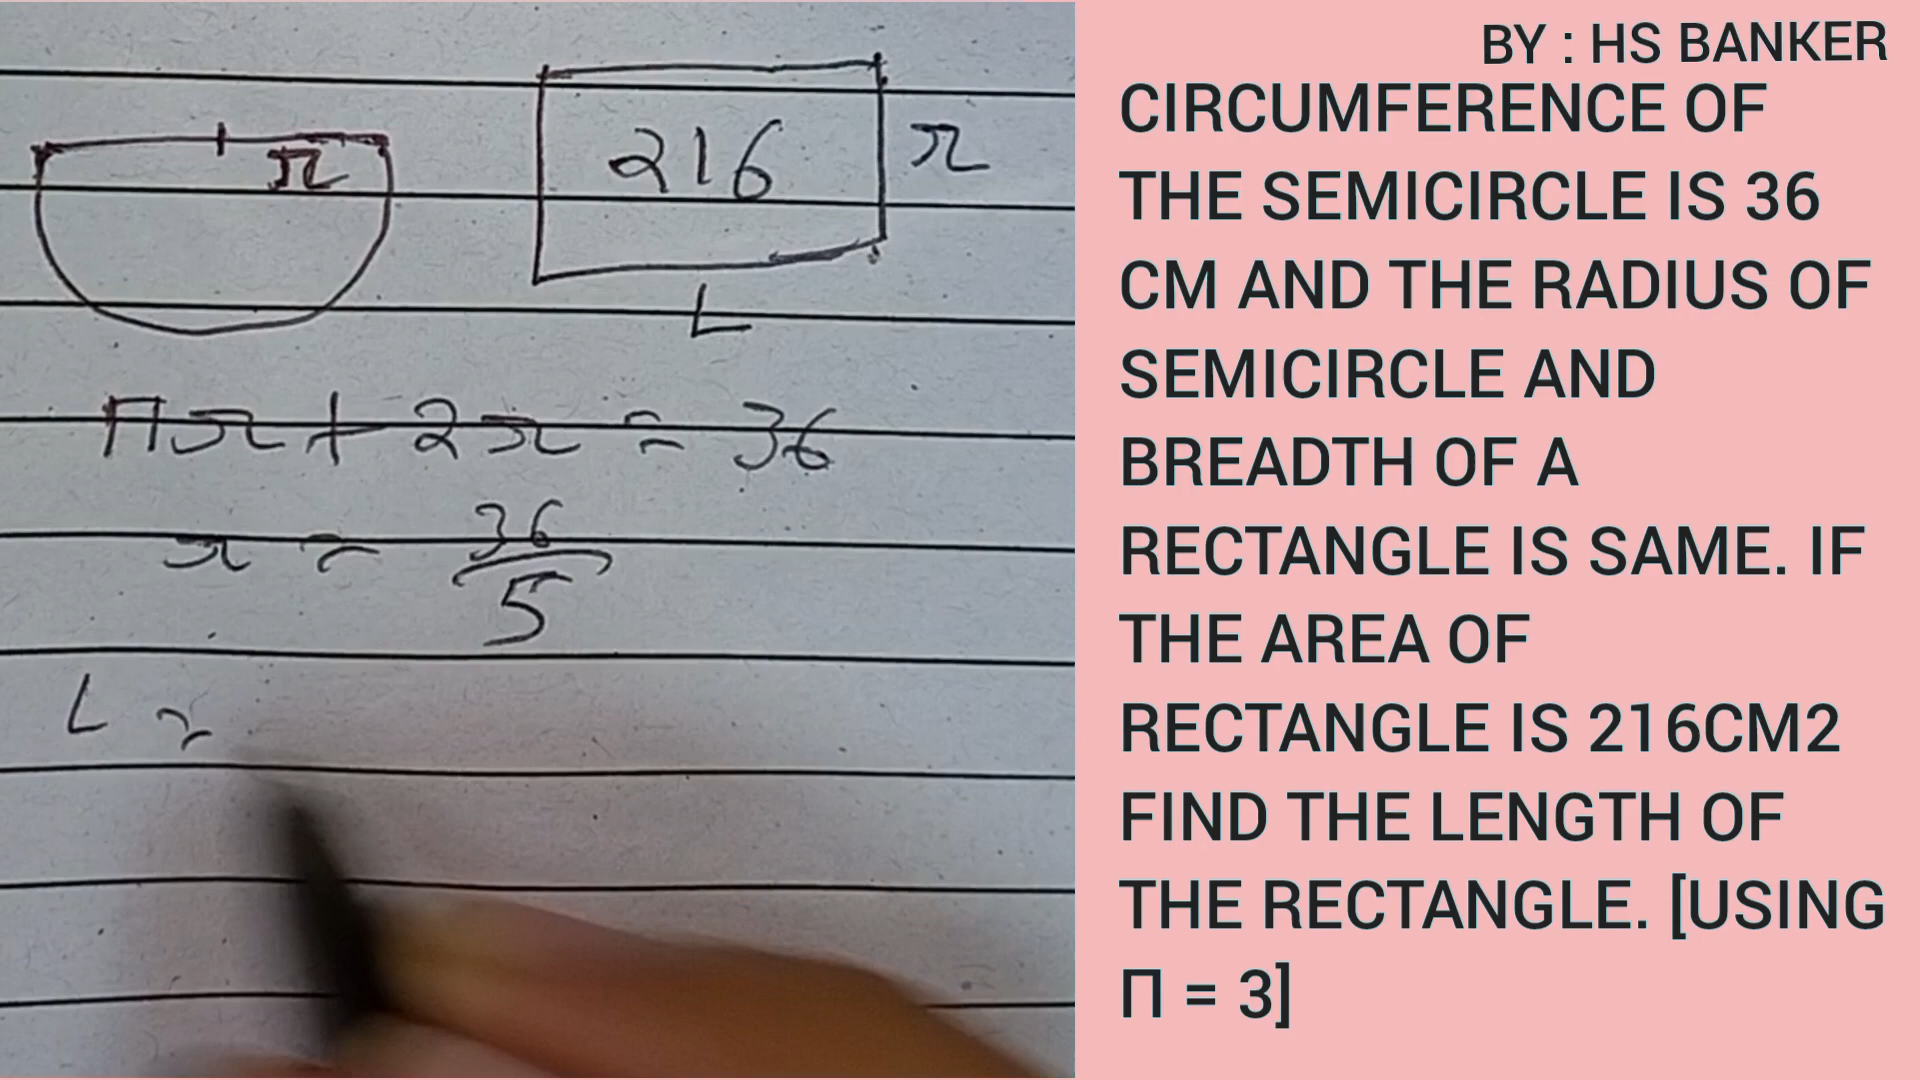 r
216
r
L
Πr + 2r = 36
r = 36
5
L =
BY : HS BANKER
CIRCUMFERENCE OF
THE SEMICIRCLE IS 36
CM AND THE RADIUS OF
SEMICIRCLE AND
BREADTH OF A
RECTANGLE IS SAME. IF
THE AREA OF
RECTANGLE IS 216CM2
FIND THE LENGTH OF
THE RECTANGLE. [USING
Π = 3]